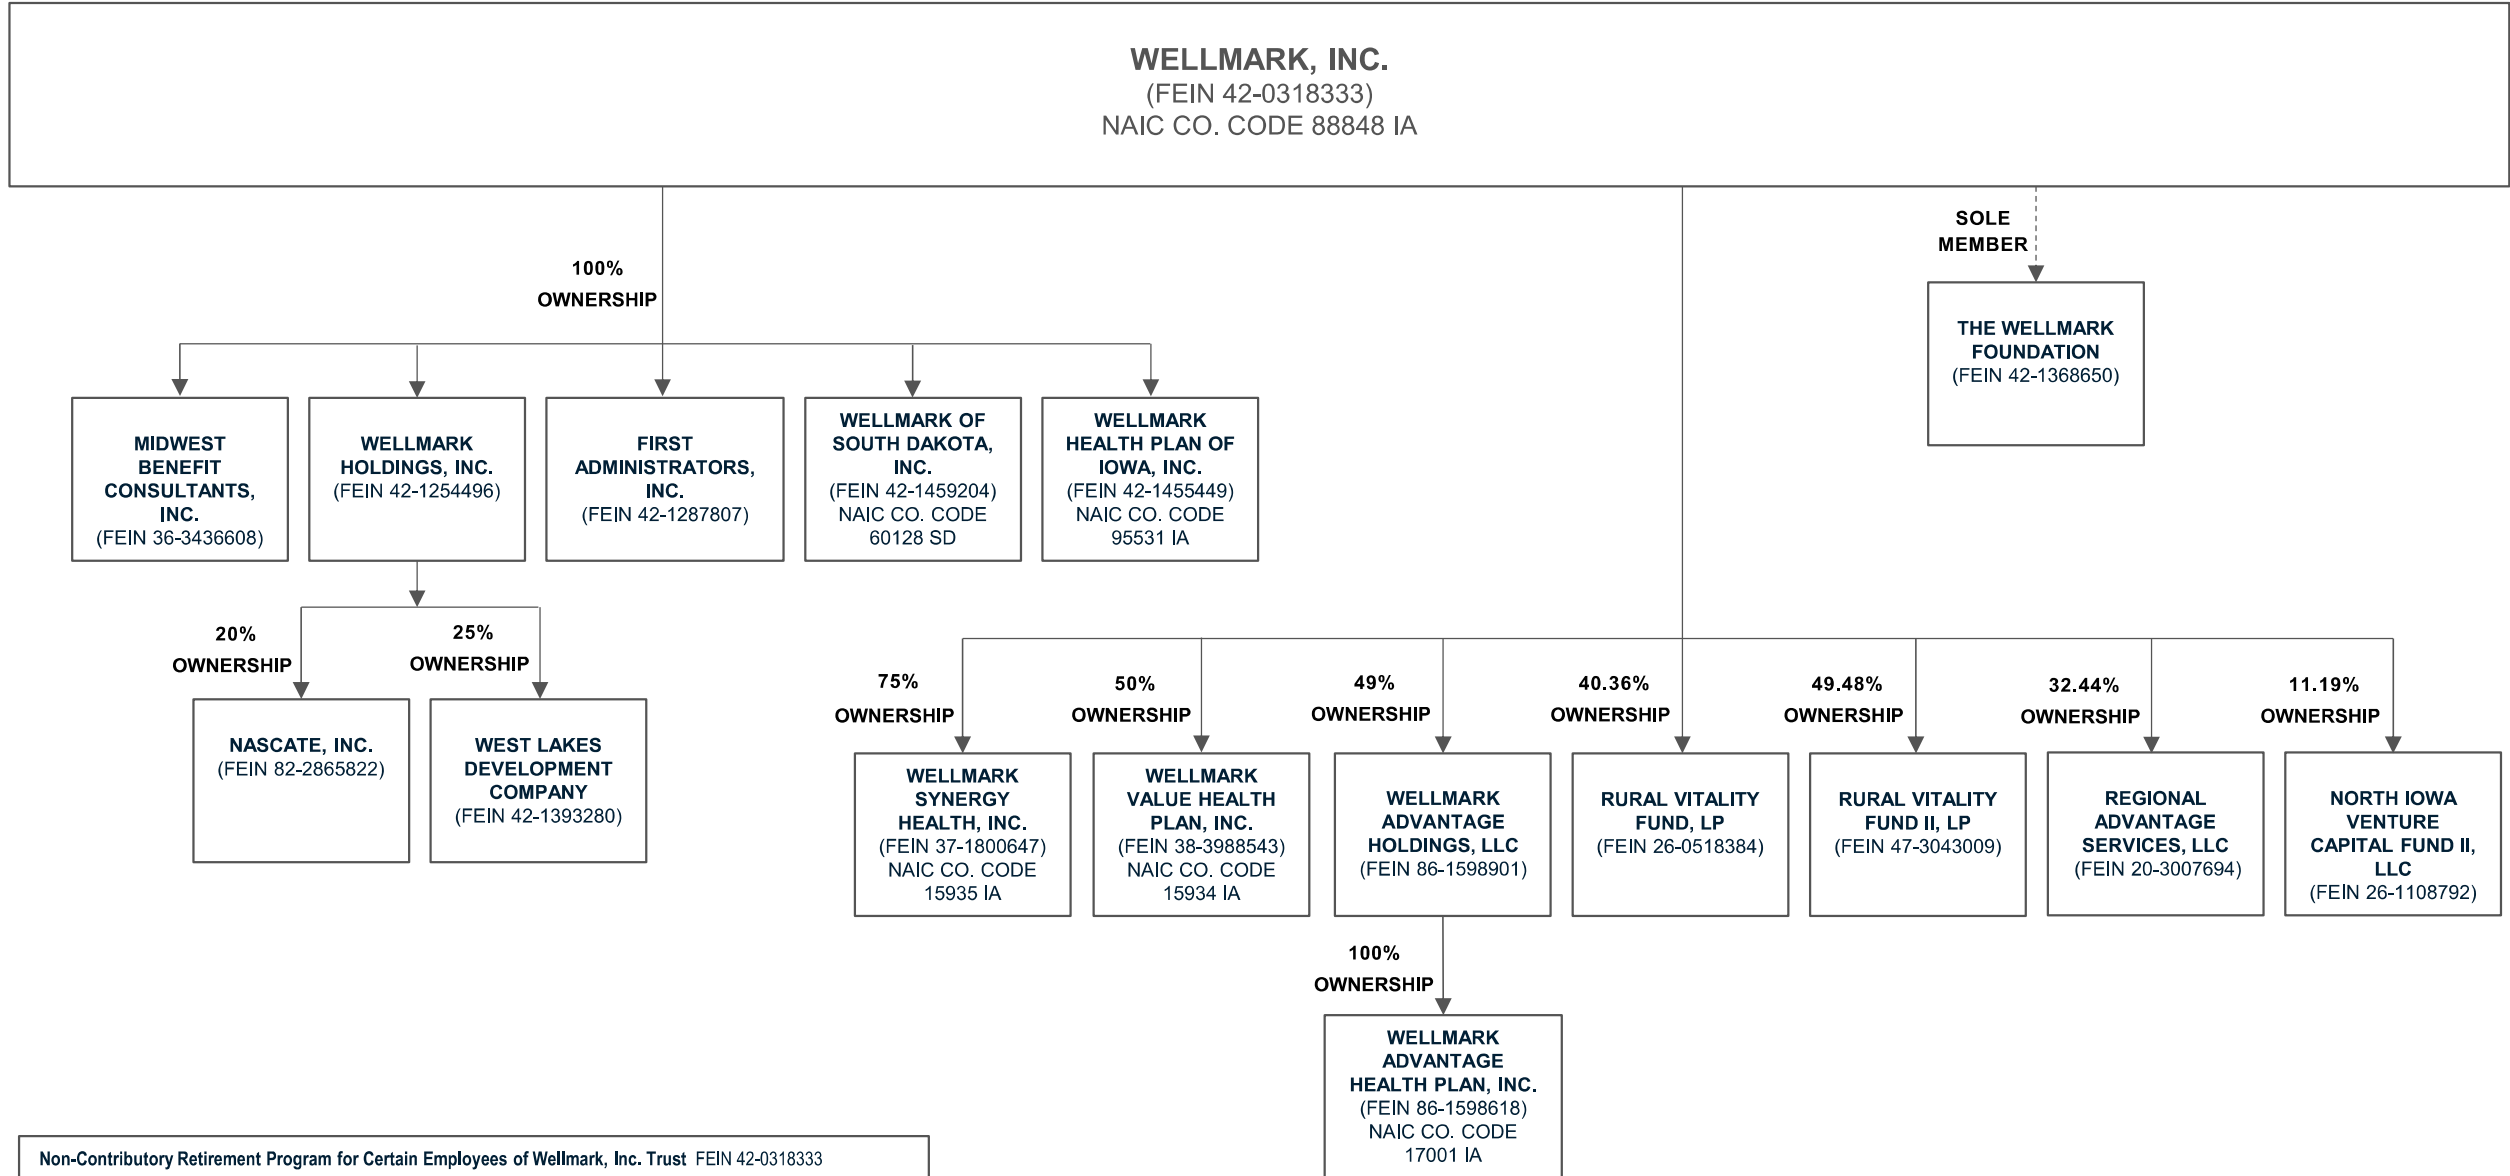 WELLMARK, INC.
(FEIN 42-0318333)
NAIC CO. CODE 88848 IA
SOLE
MEMBER
100%
OWNERSHIP
THE WELLMARK
FOUNDATION
(FEIN 42-1368650)
MIDWEST
BENEFIT
CONSULTANTS,
INC.
(FEIN 36-3436608)
WELLMARK
HOLDINGS, INC.
(FEIN 42-1254496)
FIRST
ADMINISTRATORS,
INC.
(FEIN 42-1287807)
WELLMARK OF
SOUTH DAKOTA,
INC.
(FEIN 42-1459204)
NAIC CO. CODE
60128 SD
WELLMARK
HEALTH PLAN OF
IOWA, INC.
(FEIN 42-1455449)
NAIC CO. CODE
95531 IA
20%
OWNERSHIP
25%
OWNERSHIP
NASCATE, INC.
(FEIN 82-2865822)
WEST LAKES
DEVELOPMENT
COMPANY
(FEIN 42-1393280)
75%
OWNERSHIP
50%
OWNERSHIP
49%
OWNERSHIP
40.36%
OWNERSHIP
49.48%
OWNERSHIP
32.44%
OWNERSHIP
11.19%
OWNERSHIP
WELLMARK
SYNERGY
HEALTH, INC.
(FEIN 37-1800647)
NAIC CO. CODE
15935 IA
WELLMARK
VALUE HEALTH
PLAN, INC.
(FEIN 38-3988543)
NAIC CO. CODE
15934 IA
WELLMARK
ADVANTAGE
HOLDINGS, LLC
(FEIN 86-1598901)
RURAL VITALITY
FUND, LP
(FEIN 26-0518384)
RURAL VITALITY
FUND II, LP
(FEIN 47-3043009)
REGIONAL
ADVANTAGE
SERVICES, LLC
(FEIN 20-3007694)
NORTH IOWA
VENTURE
CAPITAL FUND II,
LLC
(FEIN 26-1108792)
100%
OWNERSHIP
WELLMARK
ADVANTAGE
HEALTH PLAN, INC.
(FEIN 86-1598618)
NAIC CO. CODE
17001 IA
Non-Contributory Retirement Program for Certain Employees of Wellmark, Inc. Trust FEIN 42-0318333